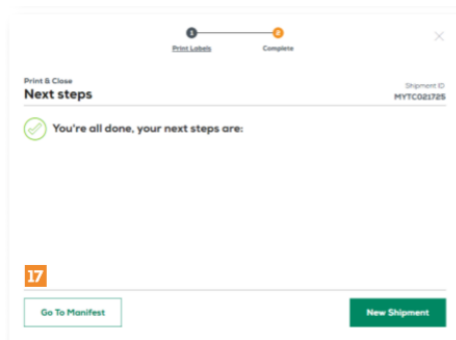 1
2
Print Labels
Complete
Print & Close
Next steps
Shipment ID
MYTC021725
You're all done, your next steps are:
17
Go To Manifest
New Shipment